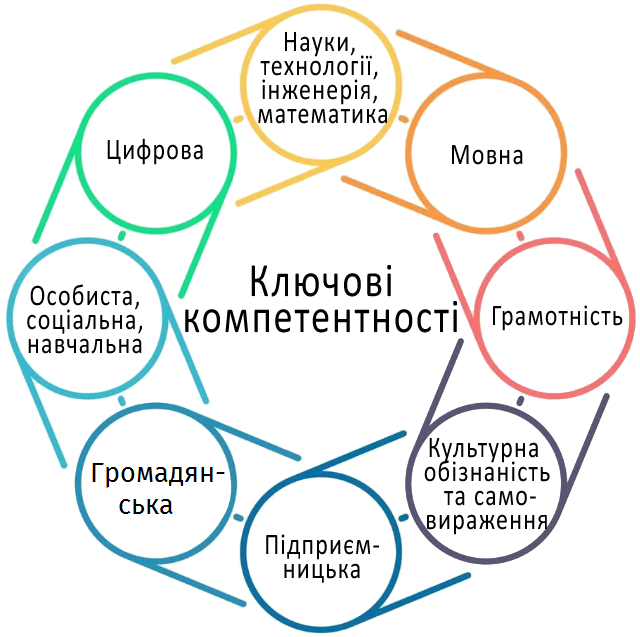 Науки,
технології,
інженерія,
математика
Мовна
Грамотність
Культурна
обізнаність
та само-
вираження
Підприєм-
ницька
Громадян-
ська
Особиста,
соціальна,
навчальна
Цифрова
Ключові
компетентності